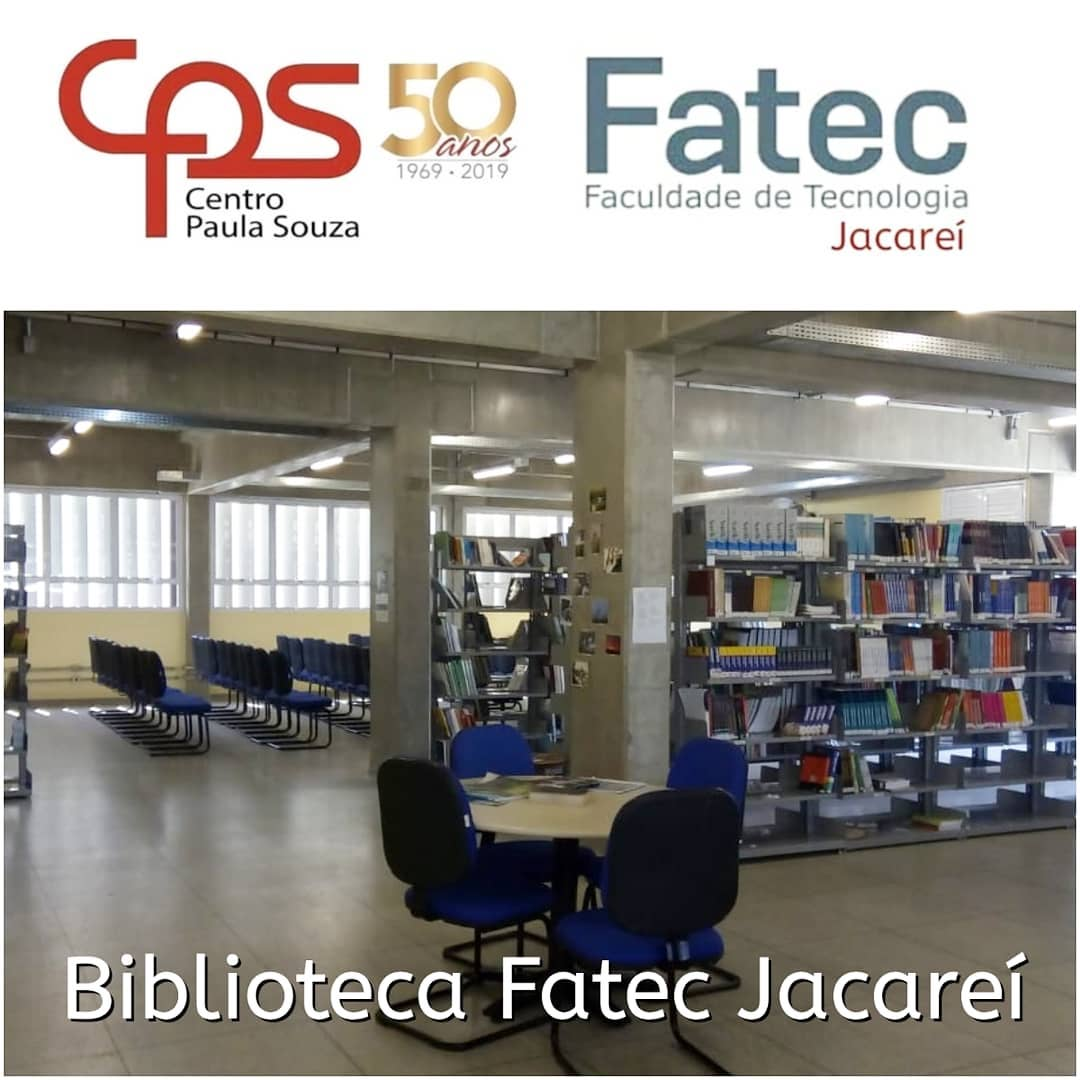 cps
Centro
Paula Souza
50
anos
1969 • 2019
Fatec
Faculdade de Tecnologia
Jacareí
Biblioteca Fatec Jacareí